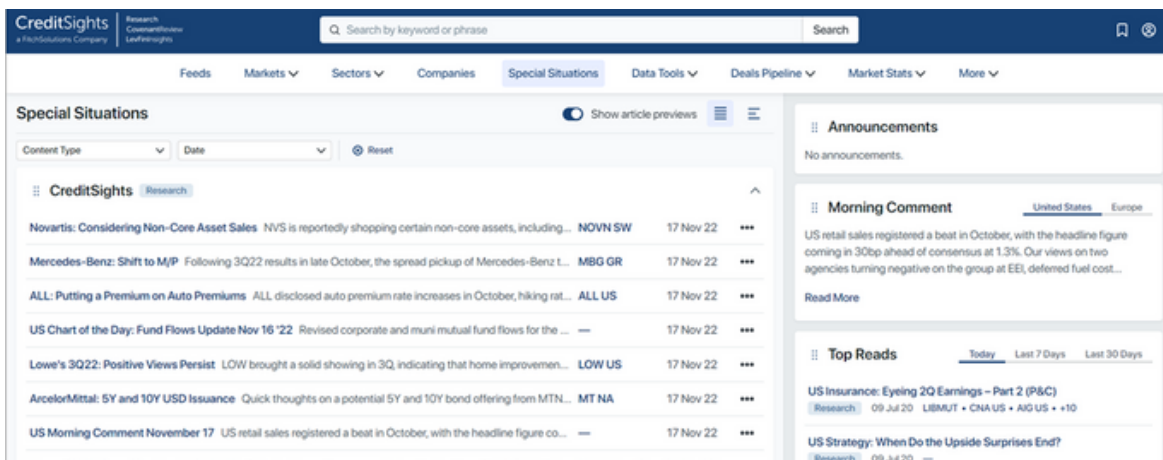 CreditSights
a FitchSolutions Company
Research
CovenantReview
LevFinInsights
Search by keyword or phrase
Search
Feeds
Markets
Sectors
Companies
Special Situations
Data Tools
Deals Pipeline
Market Stats
More
Special Situations
Show article previews
Content Type
Date
Reset
CreditSights Research
Novartis: Considering Non-Core Asset Sales NVS is reportedly shopping certain non-core assets, including... NOVN SW 17 Nov 22
Mercedes-Benz: Shift to M/P Following 3Q22 results in late October, the spread pickup of Mercedes-Benz t... MBG GR 17 Nov 22
ALL: Putting a Premium on Auto Premiums ALL disclosed auto premium rate increases in October, hiking rat... ALL US 17 Nov 22
US Chart of the Day: Fund Flows Update Nov 16 '22 Revised corporate and muni mutual fund flows for the ... — 17 Nov 22
Lowe's 3Q22: Positive Views Persist LOW brought a solid showing in 3Q, indicating that home improvemen... LOW US 17 Nov 22
ArcelorMittal: 5Y and 10Y USD Issuance Quick thoughts on a potential 5Y and 10Y bond offering from MTN... MT NA 17 Nov 22
US Morning Comment November 17 US retail sales registered a beat in October, with the headline figure co... — 17 Nov 22
Announcements
No announcements.
Morning Comment
United States Europe
US retail sales registered a beat in October, with the headline figure
coming in 30bp ahead of consensus at 1.3%. Our views on two
agencies turning negative on the group at EEI, deferred fuel cost...
Read More
Top Reads
Today Last 7 Days Last 30 Days
US Insurance: Eyeing 2Q Earnings – Part 2 (P&C)
Research 09 Jul 20 LIBMUT • CNA US • AIG US • +10
US Strategy: When Do the Upside Surprises End?
Research 09 Jul 20 —